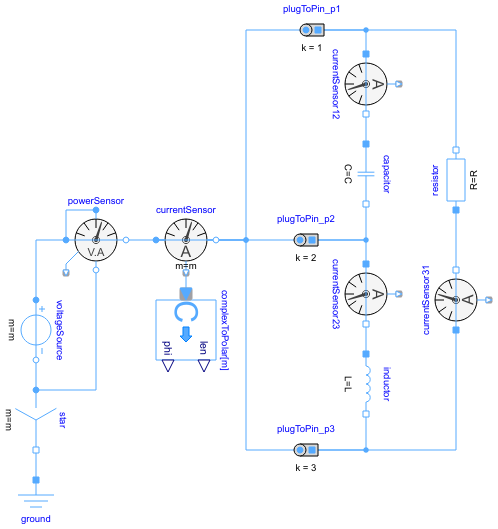 plugToPin_p1
k = 1
currentSensor12
A
capacitor
C=C
resistor
R=R
powerSensor
V.A
currentSensor
A
m=m
plugToPin_p2
k = 2
currentSensor23
A
currentSensor31
A
voltageSource
m=m
+
-
C
complexToPolar[m]
phi
len
inductor
L=L
star
m=m
plugToPin_p3
k = 3
ground